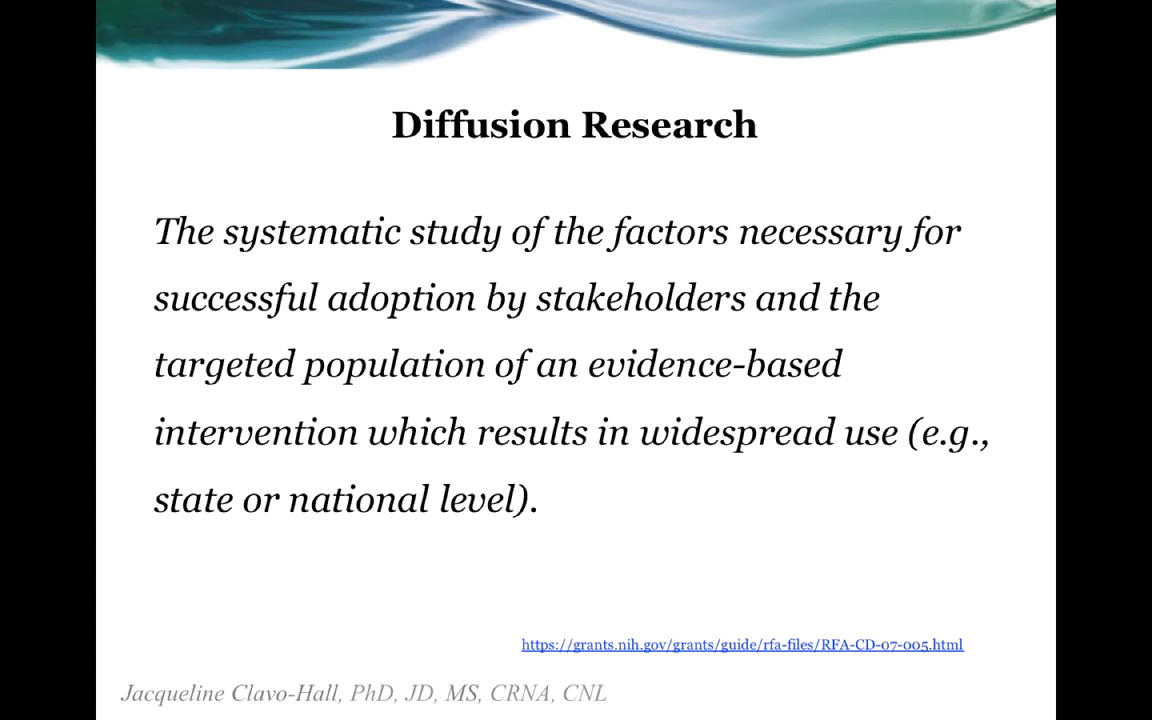 Diffusion Research
The systematic study of the factors necessary for
successful adoption by stakeholders and the
targeted population of an evidence-based
intervention which results in widespread use (e.g.,
state or national level).
https://grants.nih.gov/grants/guide/rfa-files/RFA-CD-07-005.html
Jacqueline Clavo-Hall, PhD, JD, MS, CRNA, CNL